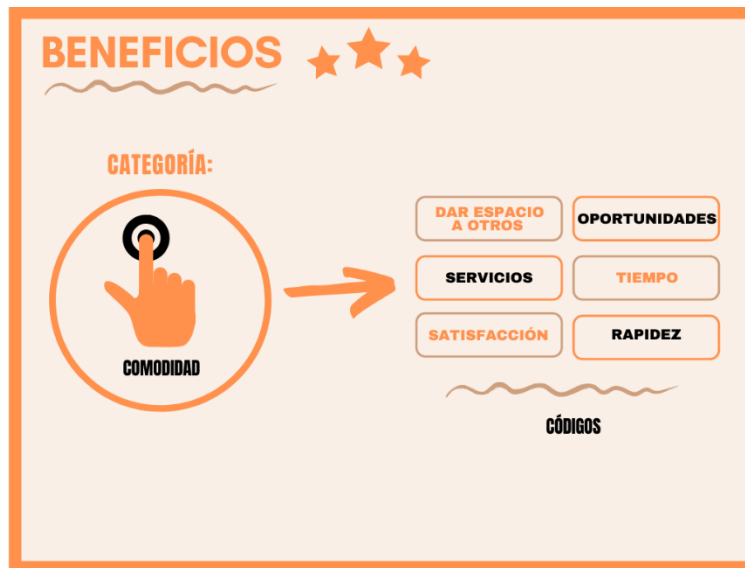 BENEFICIOS
CATEGORÍA:
COMODIDAD
DAR ESPACIO
A OTROS
OPORTUNIDADES
SERVICIOS
TIEMPO
SATISFACCIÓN
RAPIDEZ
CÓDIGOS